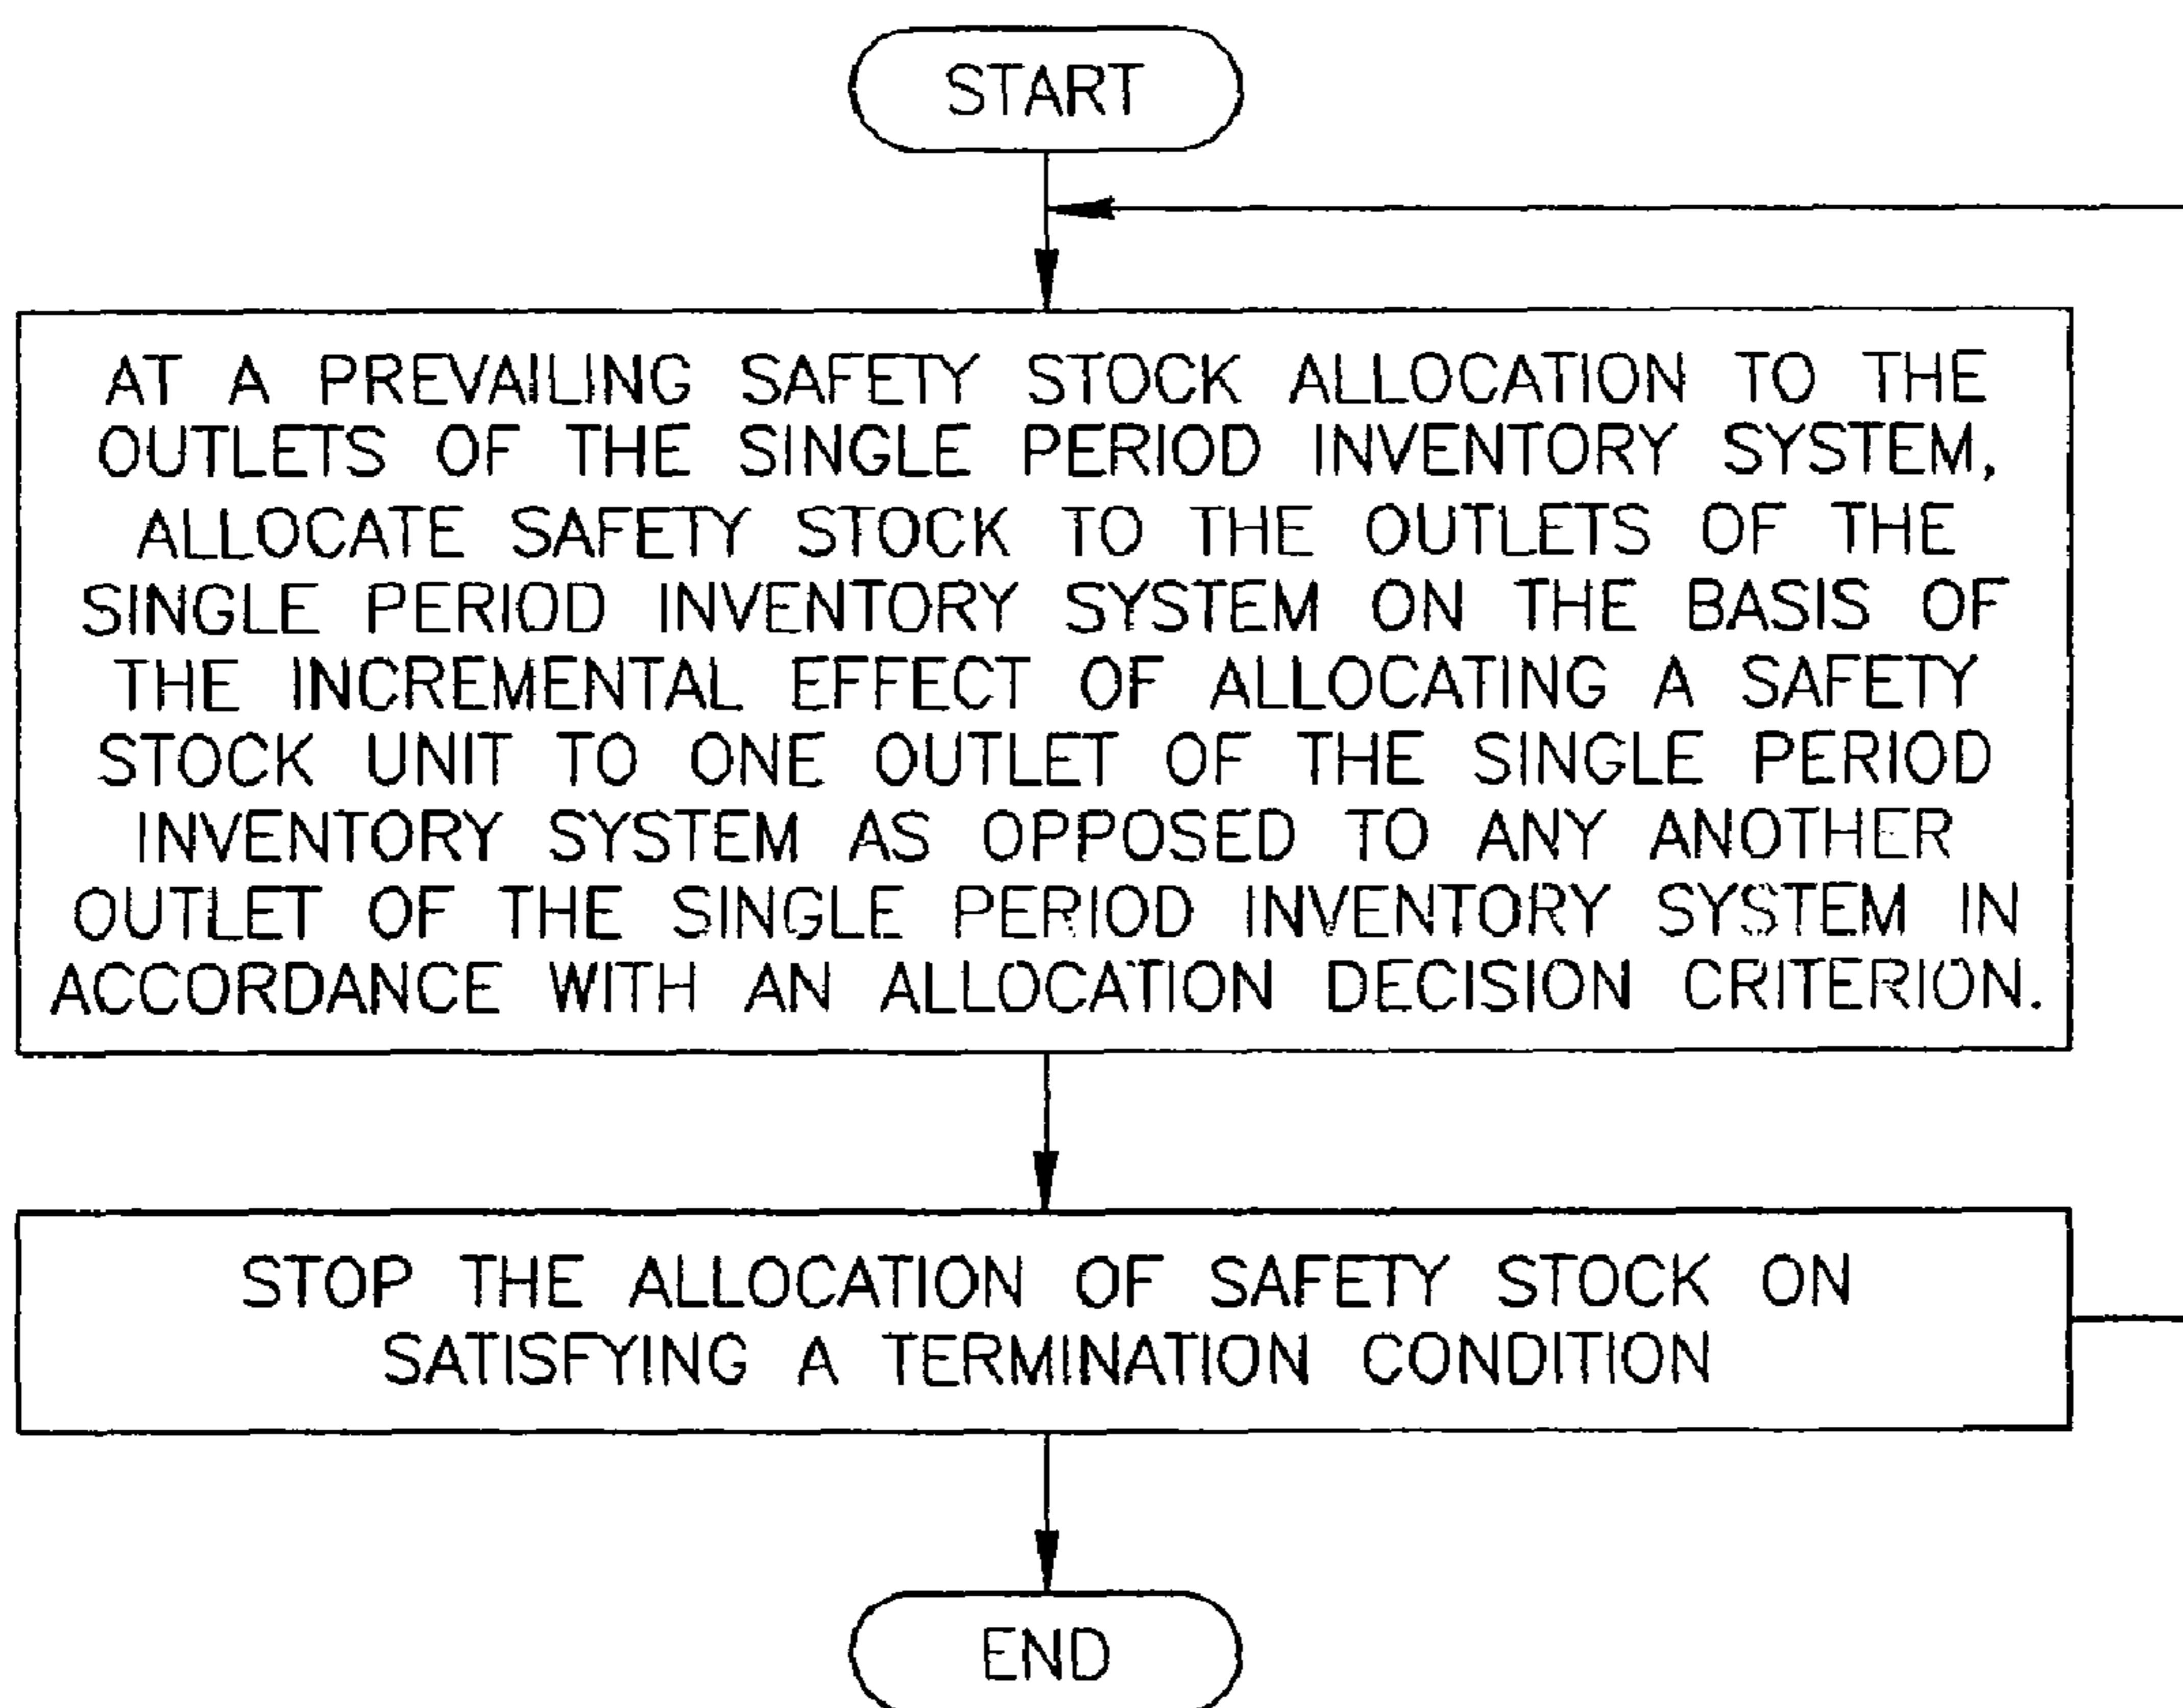 START
AT A PREVAILING SAFETY STOCK ALLOCATION TO THE
OUTLETS OF THE SINGLE PERIOD INVENTORY SYSTEM,
ALLOCATE SAFETY STOCK TO THE OUTLETS OF THE
SINGLE PERIOD INVENTORY SYSTEM ON THE BASIS OF
THE INCREMENTAL EFFECT OF ALLOCATING A SAFETY
STOCK UNIT TO ONE OUTLET OF THE SINGLE PERIOD
INVENTORY SYSTEM AS OPPOSED TO ANY ANOTHER
OUTLET OF THE SINGLE PERIOD INVENTORY SYSTEM IN
ACCORDANCE WITH AN ALLOCATION DECISION CRITERION.
STOP THE ALLOCATION OF SAFETY STOCK ON
SATISFYING A TERMINATION CONDITION
END